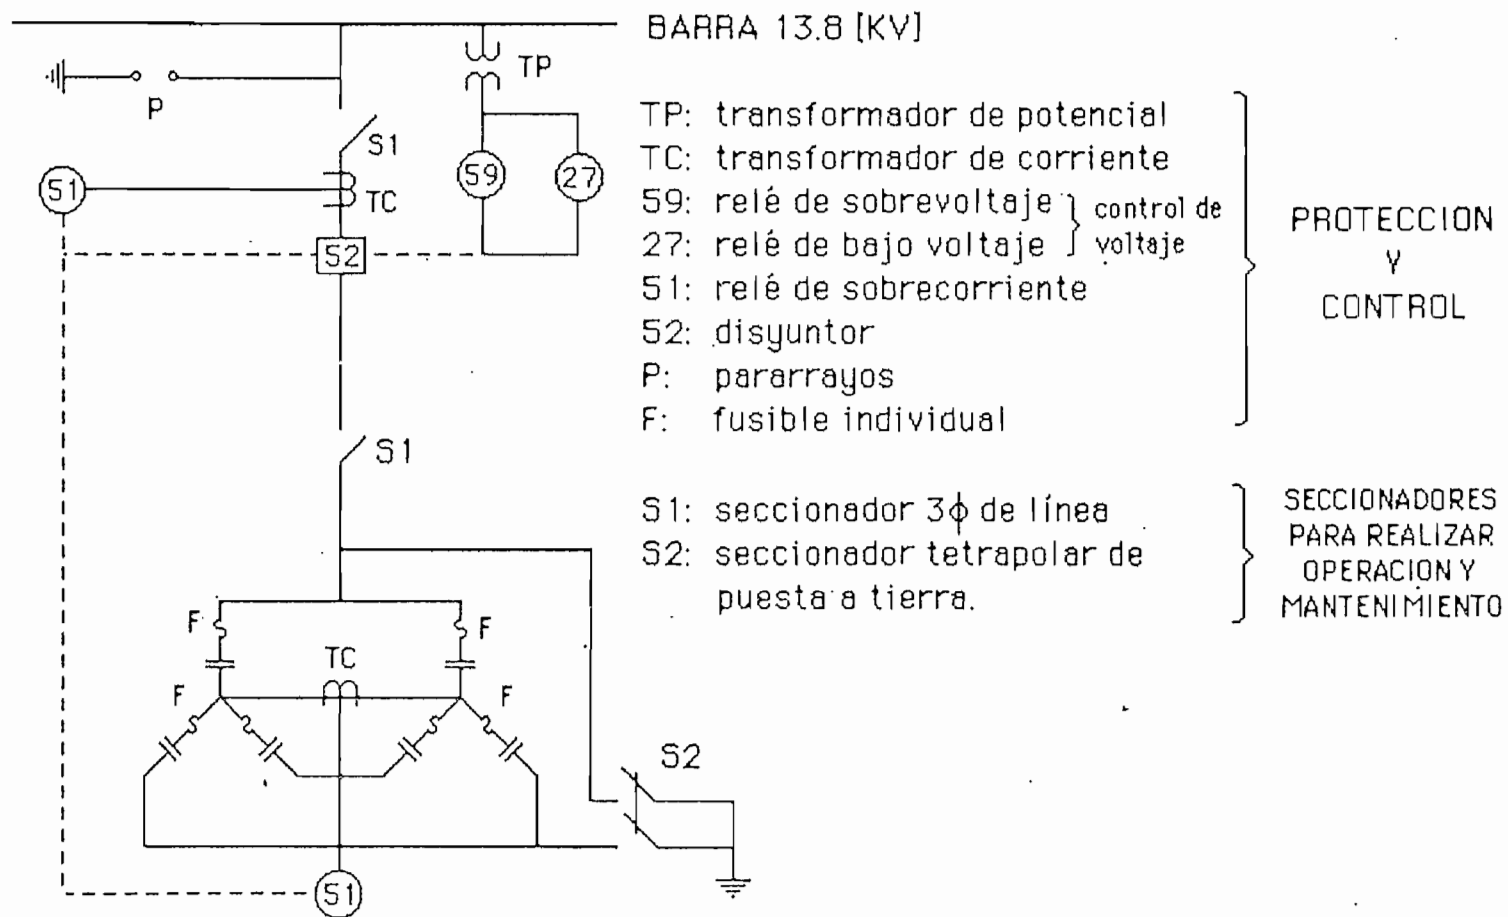 BARRA 13.8 [KV]
TP
P
S1
51
TC
59
27
52
S1
F
F
TC
F
F
S2
51
TP: transformador de potencial
TC: transformador de corriente
59: relé de sobrevoltaje
27: relé de bajo voltaje
control de
voltaje
51: relé de sobrecorriente
52: disyuntor
P: pararrayos
F: fusible individual
PROTECCION
Y
CONTROL
S1: seccionador 3ϕ de línea
S2: seccionador tetrapolar de
puesta a tierra.
SECCIONADORES
PARA REALIZAR
OPERACION Y
MANTENIMIENTO